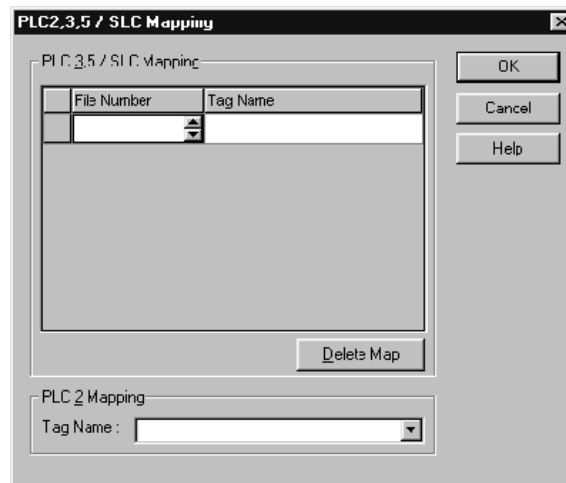 PLC2,3,5 / SLC Mapping
PLC 3,5 / SLC Mapping
OK
File Number Tag Name
Cancel
Help
Delete Map
PLC 2 Mapping
Tag Name :